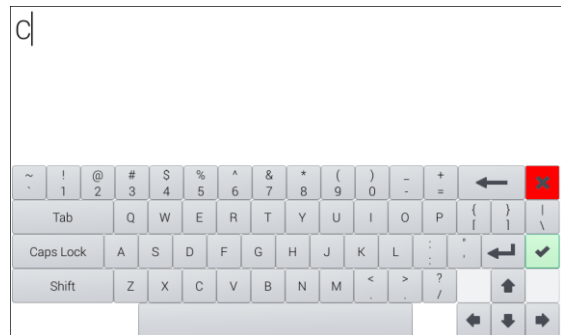 C
~ ! @ # $ % ^ & * ( ) _ +
` 1 2 3 4 5 6 7 8 9 0 - =
Tab Q W E R T Y U I O P { } |
[ ] \
Caps Lock A S D F G H J K L : "
; '
Shift Z X C V B N M < > ?
, . /